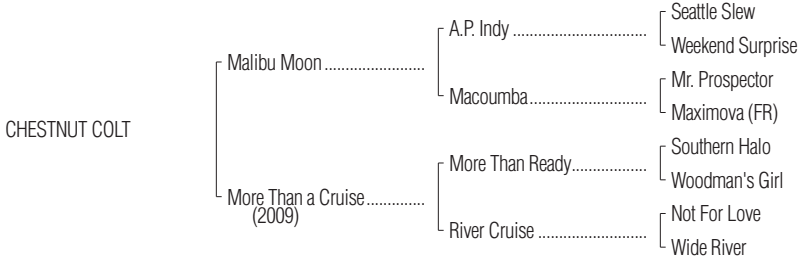 Seattle Slew
A.P. Indy ................................
Weekend Surprise
Malibu Moon ........................
Mr. Prospector
Macoumba............................
Maximova (FR)
CHESTNUT COLT
Southern Halo
More Than Ready..................
Woodman's Girl
More Than a Cruise..............
(2009)
Not For Love
River Cruise ..........................
Wide River